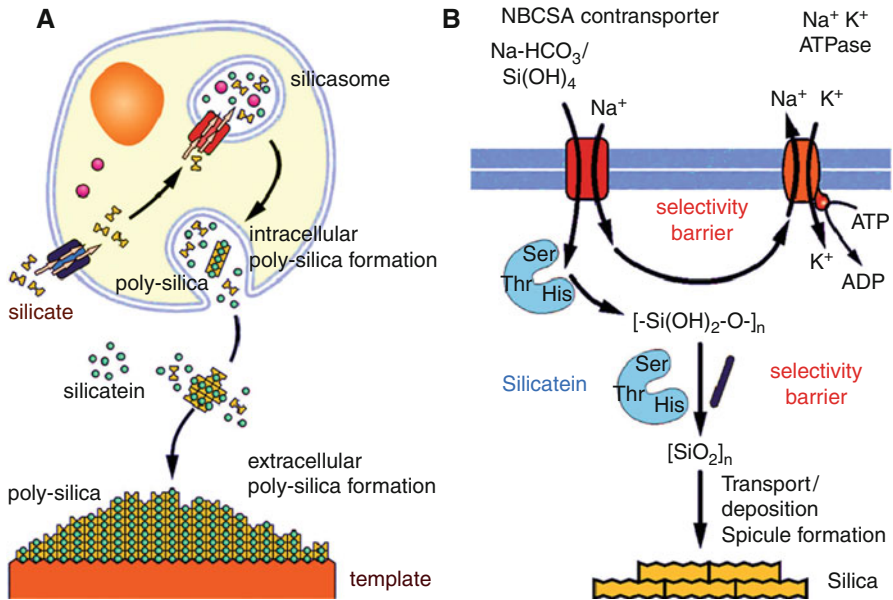 A
silicasome
intracellular
poly-silica formation
poly-silica
silicate
silicatein
extracellular
poly-silica formation
poly-silica
template
B
NBCSA contransporter
Na⁺ K⁺
ATPase
Na-HCO₃/
Si(OH)₄
Na⁺
Na⁺
K⁺
selectivity
barrier
ATP
K⁺
ADP
Ser
Thr
His
[-Si(OH)₂-O-]ₙ
Silicatein
Ser
Thr
His
selectivity
barrier
[SiO₂]ₙ
Transport/
deposition
Spicule formation
Silica